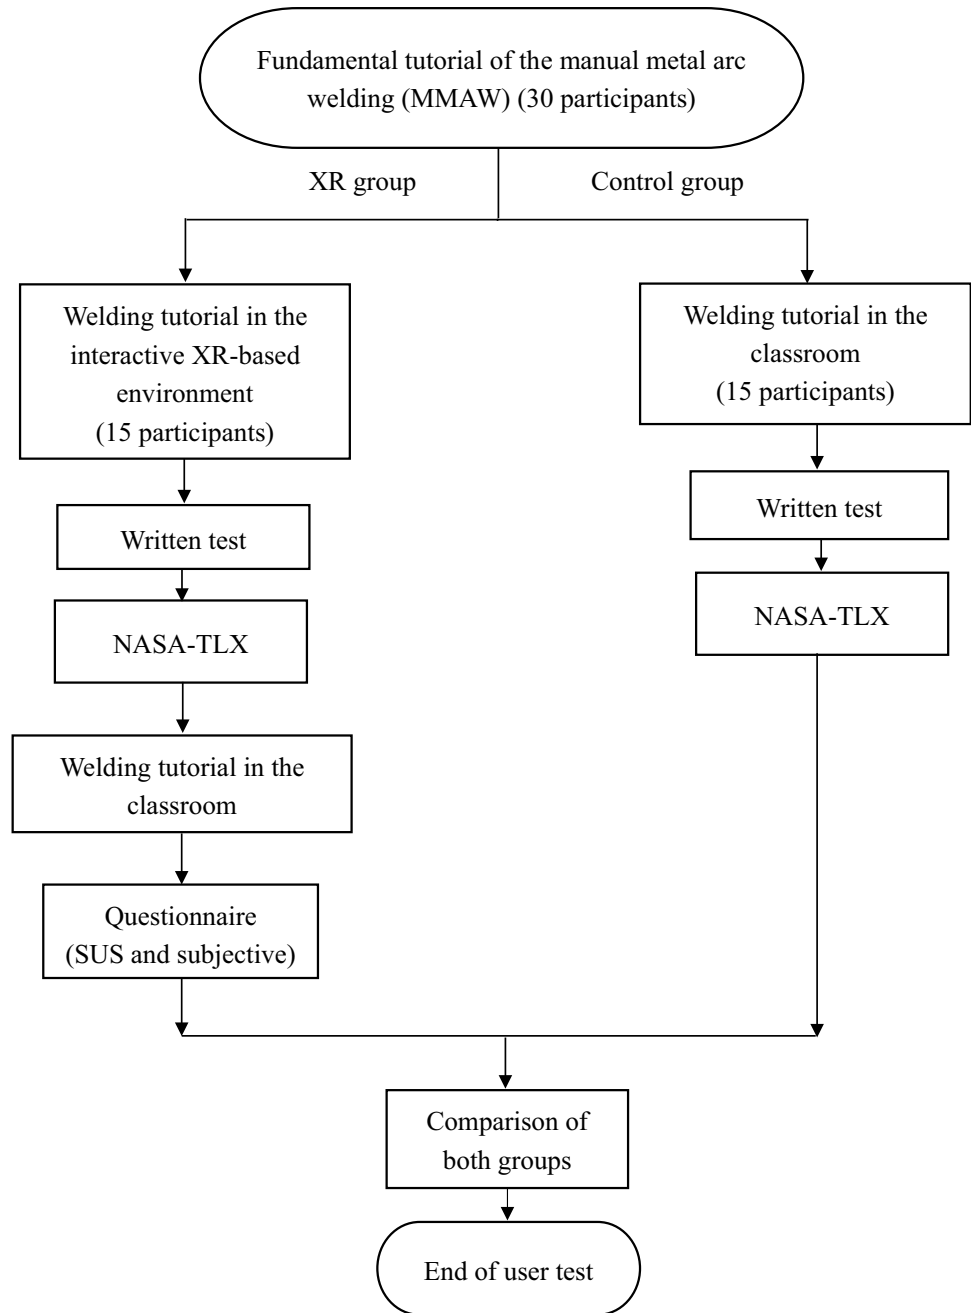 Fundamental tutorial of the manual metal arc
welding (MMAW) (30 participants)
XR group
Control group
Welding tutorial in the
interactive XR-based
environment
(15 participants)
Written test
NASA-TLX
Welding tutorial in the
classroom
Questionnaire
(SUS and subjective)
Welding tutorial in the
classroom
(15 participants)
Written test
NASA-TLX
Comparison of
both groups
End of user test